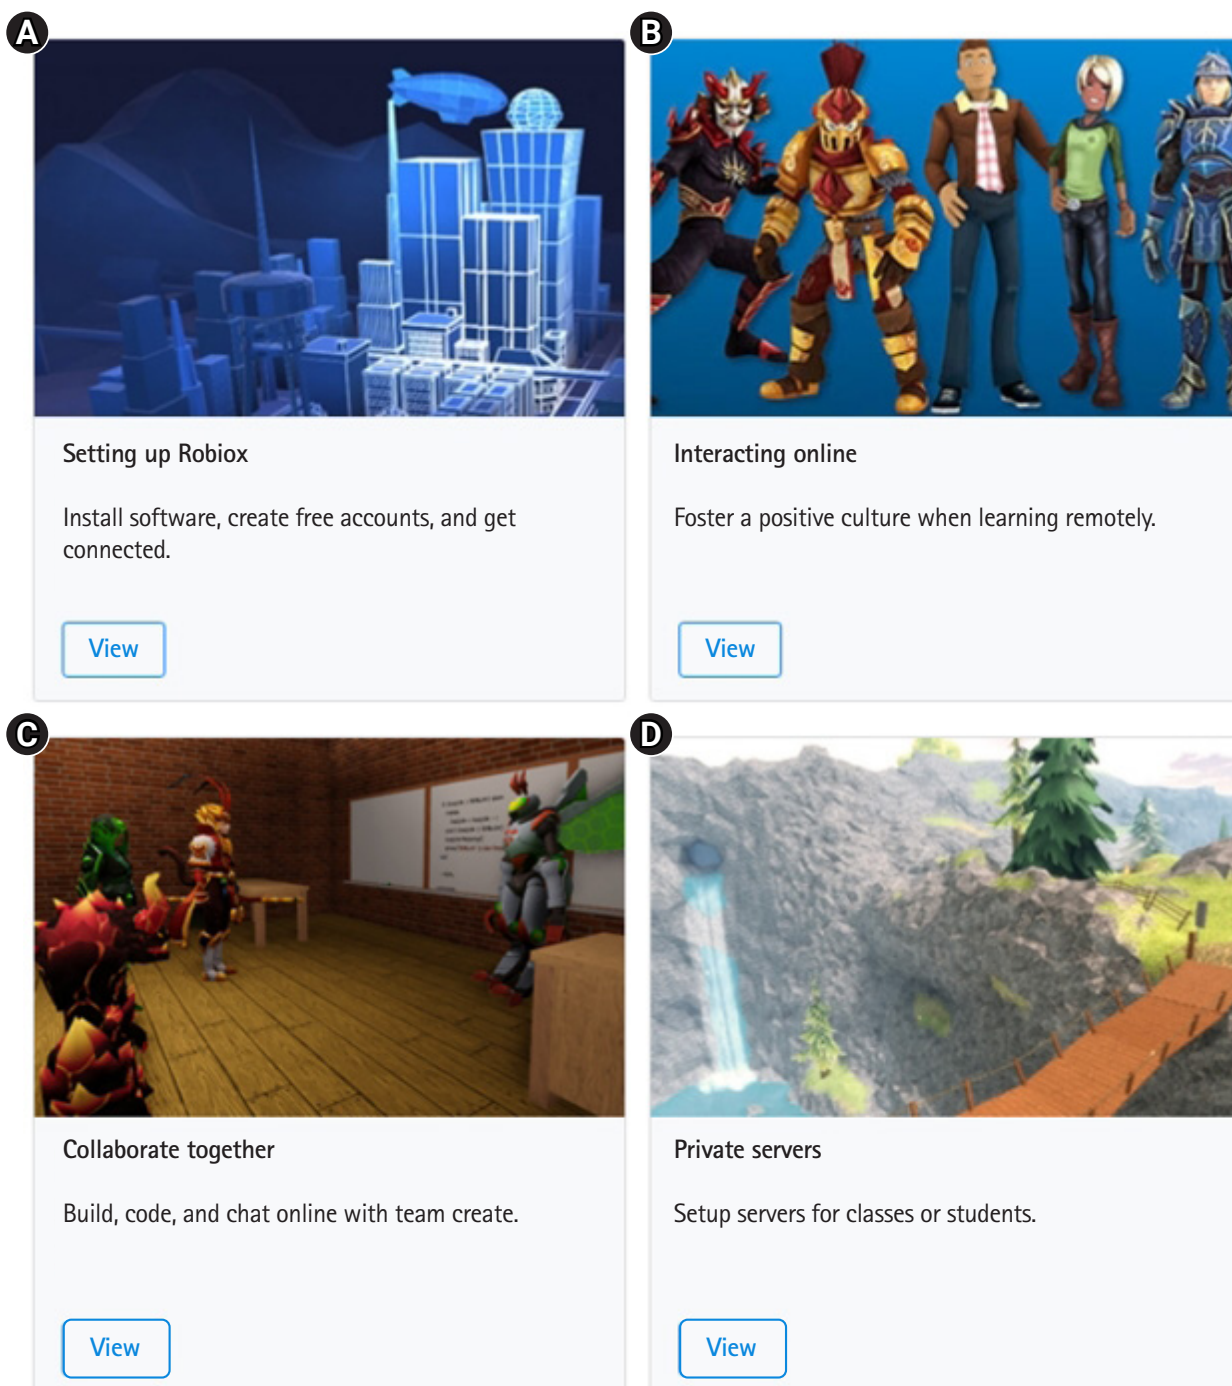 A
B
Setting up Robiox
Install software, create free accounts, and get
connected.
View
Interacting online
Foster a positive culture when learning remotely.
View
C
D
Collaborate together
Build, code, and chat online with team create.
View
Private servers
Setup servers for classes or students.
View